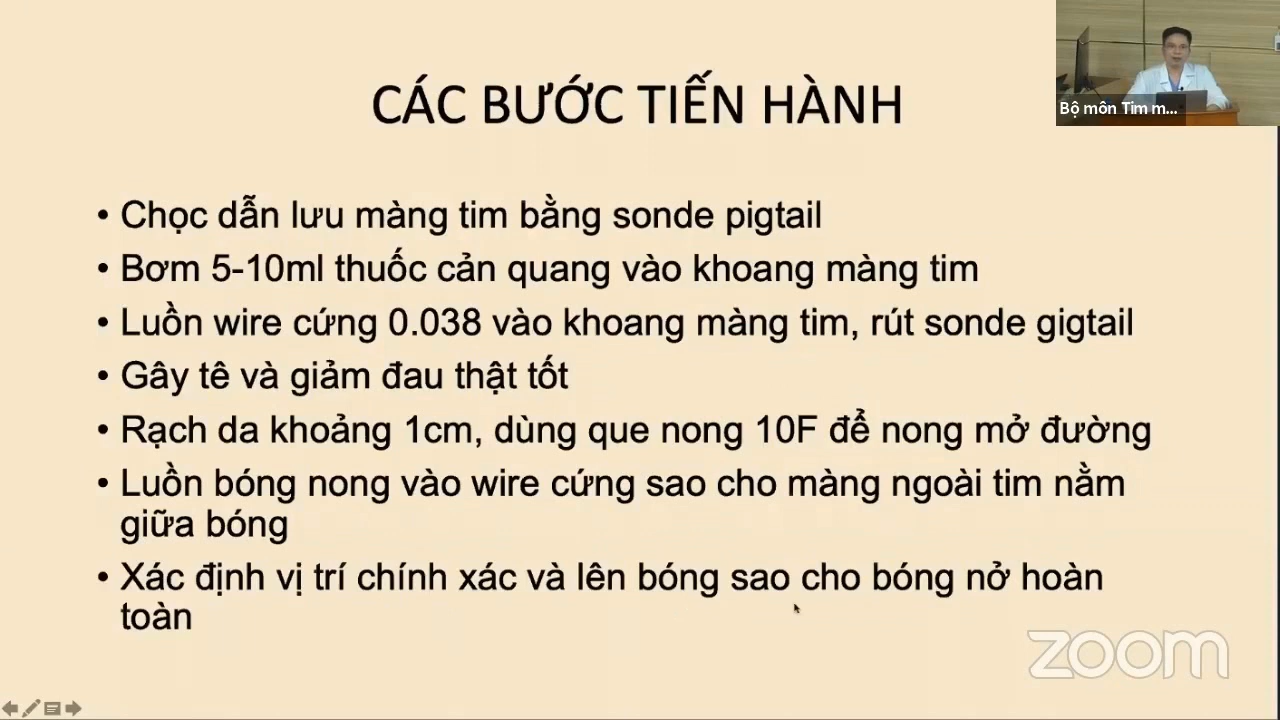 Bộ môn Tim m...
CÁC BƯỚC TIẾN HÀNH
• Chọc dẫn lưu màng tim bằng sonde pigtail
• Bơm 5-10ml thuốc cản quang vào khoang màng tim
• Luồn wire cứng 0.038 vào khoang màng tim, rút sonde gigtail
• Gây tê và giảm đau thật tốt
• Rạch da khoảng 1cm, dùng que nong 10F để nong mở đường
• Luồn bóng nong vào wire cứng sao cho màng ngoài tim nằm
giữa bóng
• Xác định vị trí chính xác và lên bóng sao cho bóng nở hoàn
toàn
zoom